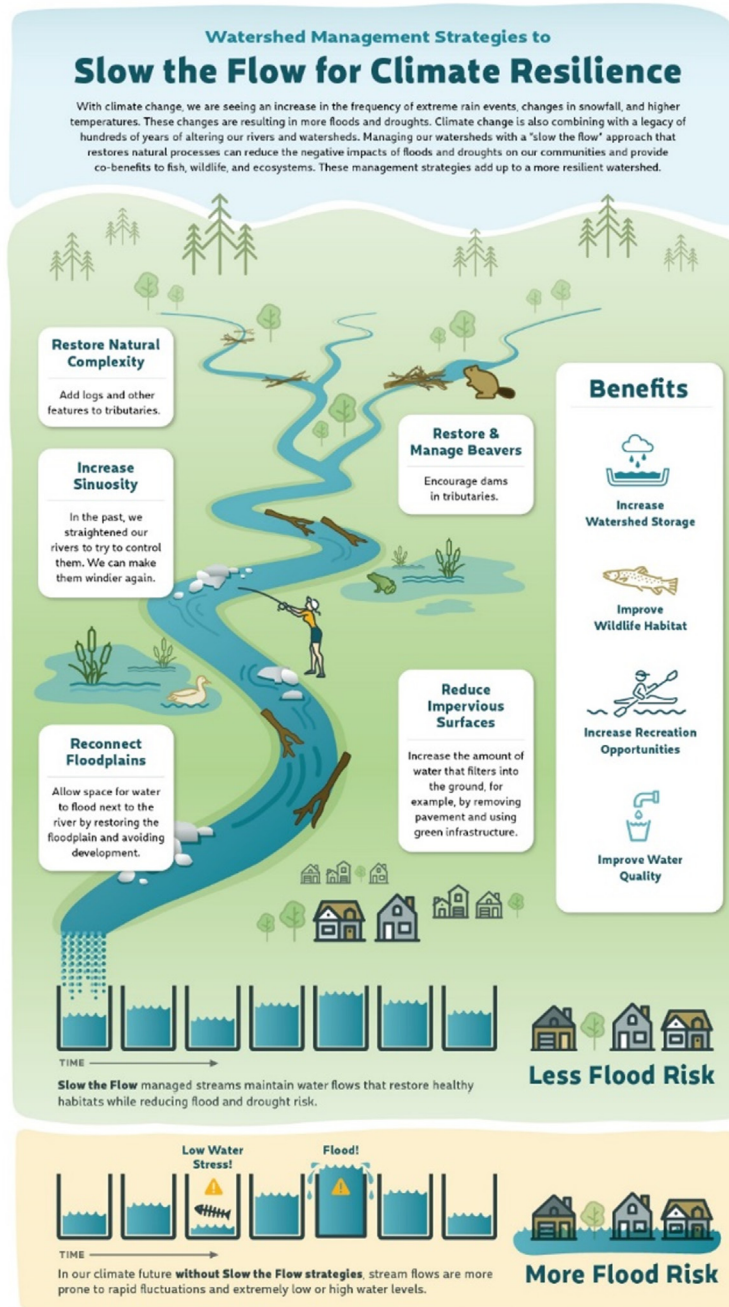 Watershed Management Strategies to
Slow the Flow for Climate Resilience
With climate change, we are seeing an increase in the frequency of extreme rain events, changes in snowfall, and higher
temperatures. These changes are resulting in more floods and droughts. Climate change is also combining with a legacy of
hundreds of years of altering our rivers and watersheds. Managing our watersheds with a "slow the flow" approach that
restores natural processes can reduce the negative impacts of floods and droughts on our communities and provide
co-benefits to fish, wildlife, and ecosystems. These management strategies add up to a more resilient watershed.
Restore Natural
Complexity
Add logs and other
features to tributaries.
Increase
Sinuosity
In the past, we
straightened our
rivers to try to control
them. We can make
them windier again.
Restore &
Manage Beavers
Encourage dams
in tributaries.
Reconnect
Floodplains
Allow space for water
to flood next to the
river by restoring the
floodplain and avoiding
development.
Reduce
Impervious
Surfaces
Increase the amount of
water that filters into
the ground, for
example, by removing
pavement and using
green infrastructure.
Benefits
Increase
Watershed Storage
Improve
Wildlife Habitat
Increase Recreation
Opportunities
Improve Water
Quality
TIME
Slow the Flow managed streams maintain water flows that restore healthy
habitats while reducing flood and drought risk.
Less Flood Risk
Low Water
Stress!
Flood!
TIME
In our climate future without Slow the Flow strategies, stream flows are more
prone to rapid fluctuations and extremely low or high water levels.
More Flood Risk